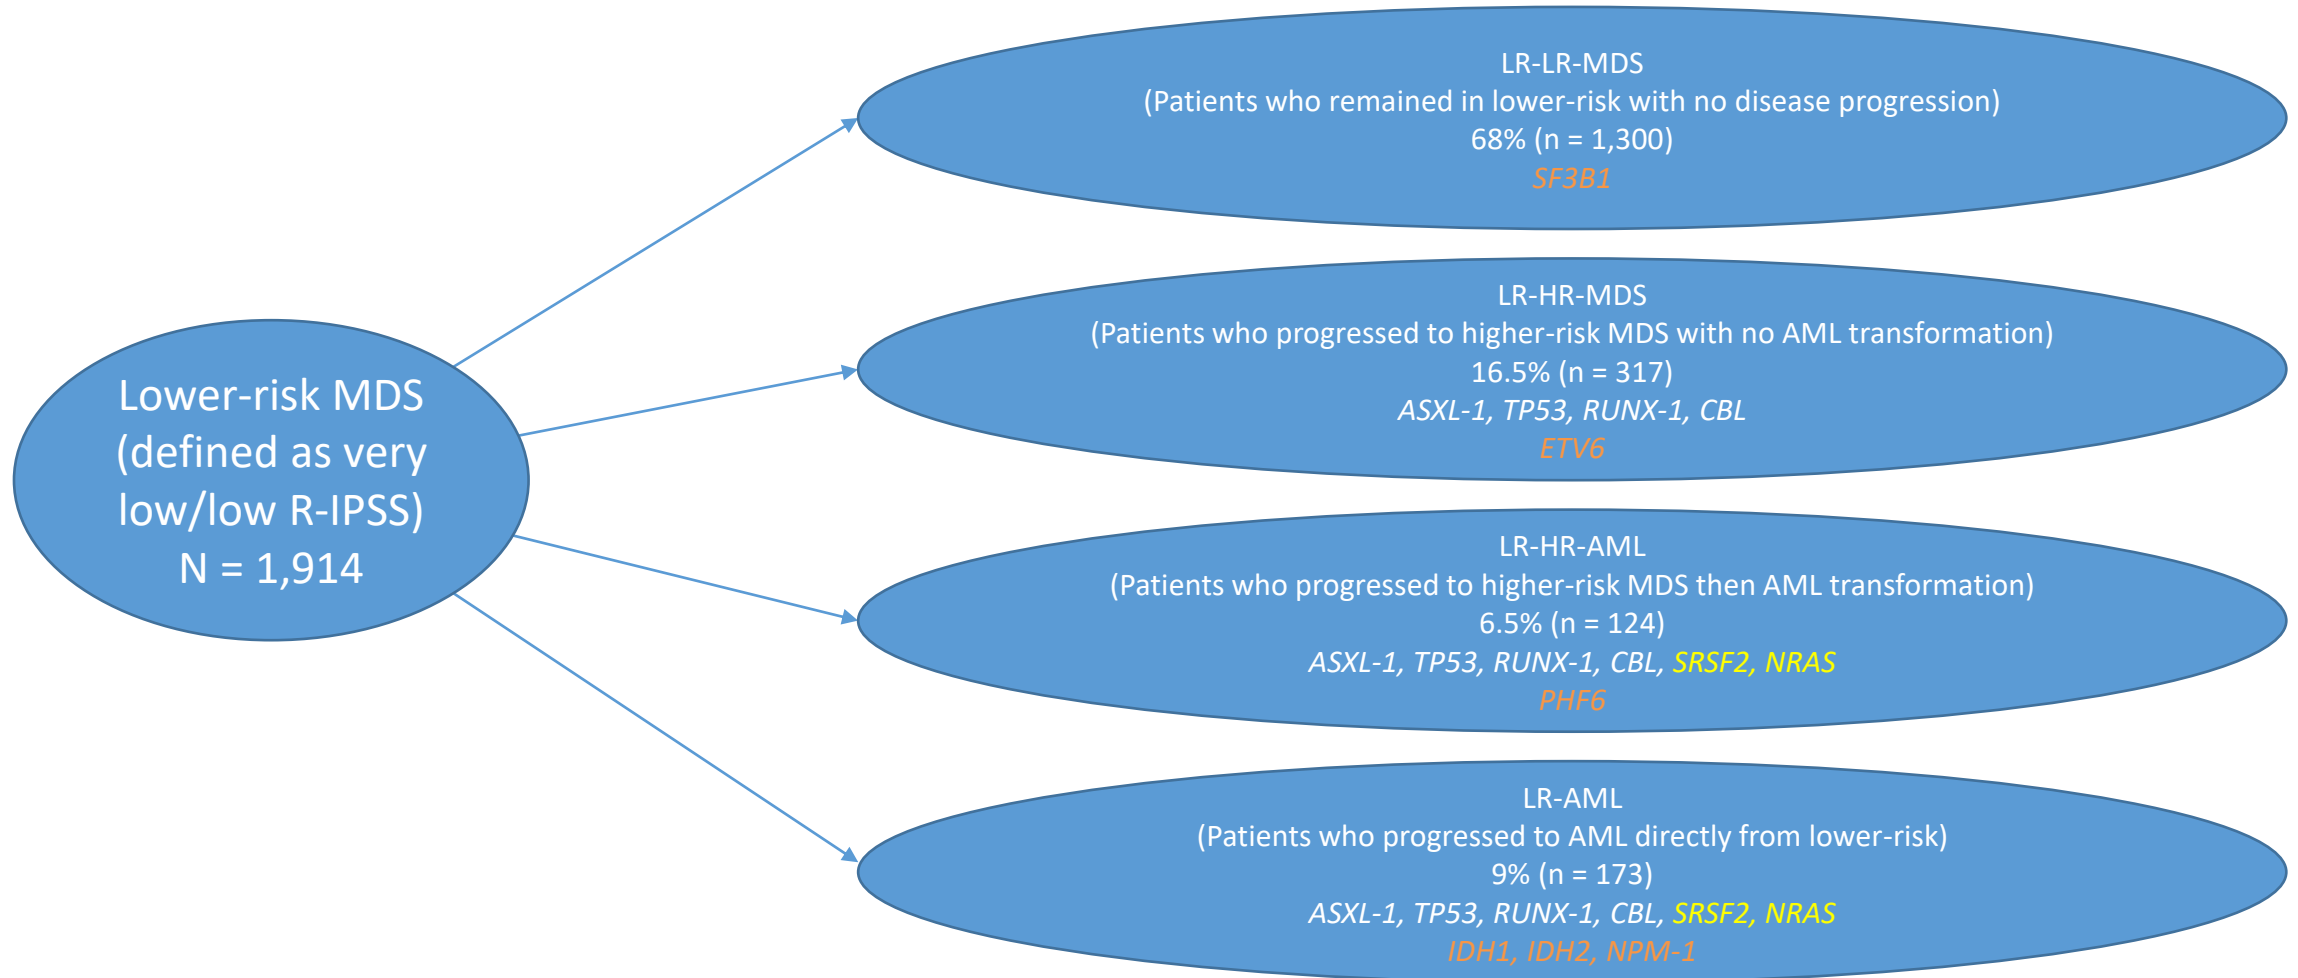 Lower-risk MDS
(defined as very
low/low R-IPSS)
N = 1,914
LR-LR-MDS
(Patients who remained in lower-risk with no disease progression)
68% (n = 1,300)
SF3B1
LR-HR-MDS
(Patients who progressed to higher-risk MDS with no AML transformation)
16.5% (n = 317)
ASXL-1, TP53, RUNX-1, CBL
ETV6
LR-HR-AML
(Patients who progressed to higher-risk MDS then AML transformation)
6.5% (n = 124)
ASXL-1, TP53, RUNX-1, CBL, SRSF2, NRAS
PHF6
LR-AML
(Patients who progressed to AML directly from lower-risk)
9% (n = 173)
ASXL-1, TP53, RUNX-1, CBL, SRSF2, NRAS
IDH1, IDH2, NPM-1